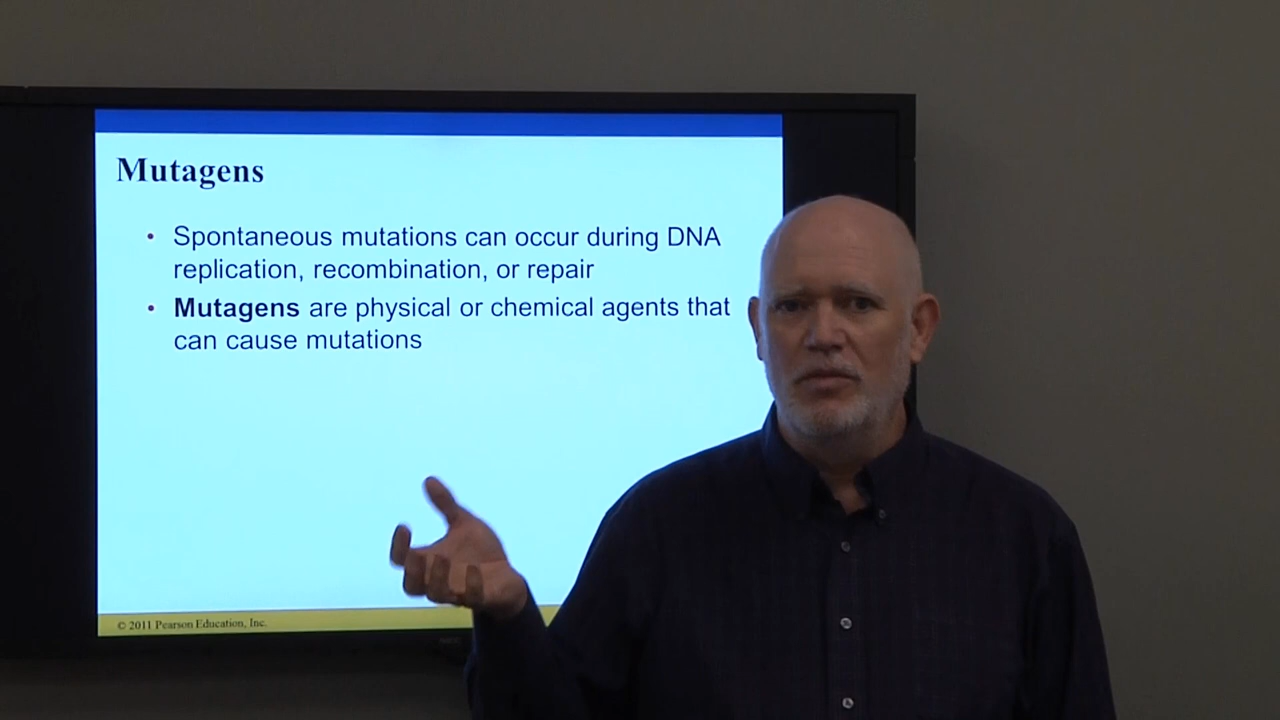 Mutagens
• Spontaneous mutations can occur during DNA
replication, recombination, or repair
• Mutagens are physical or chemical agents that
can cause mutations
© 2011 Pearson Education, Inc.